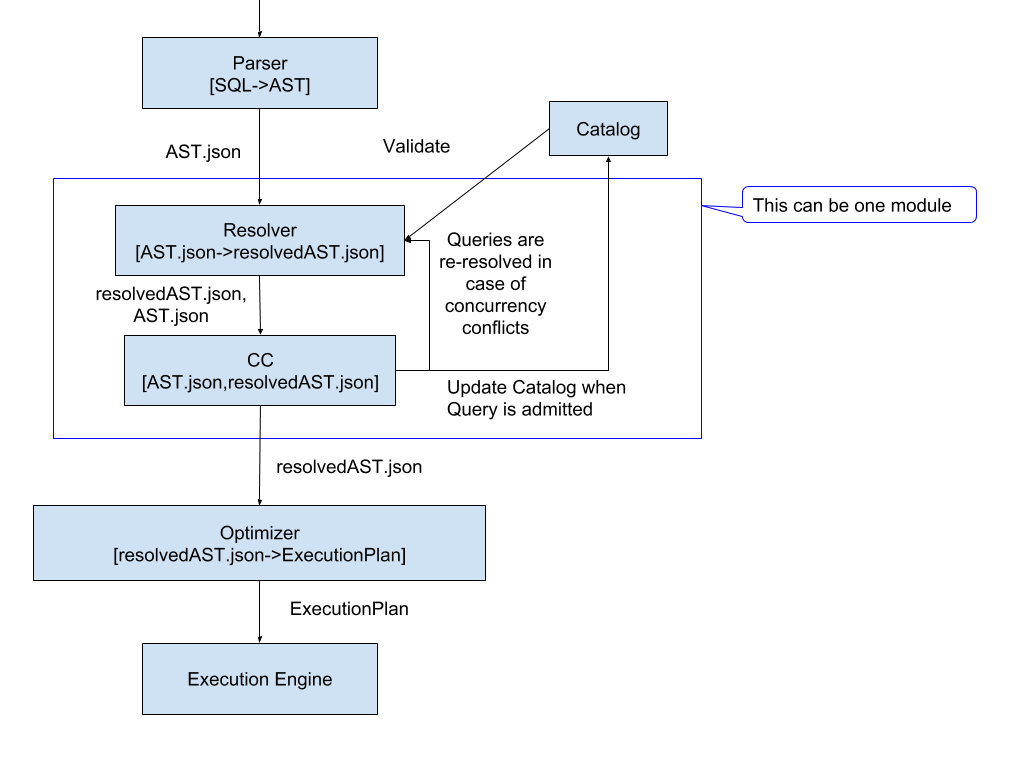 Parser
[SQL->AST]
Catalog
Validate
AST.json
This can be one module
Resolver
[AST.json->resolvedAST.json]
Queries are
re-resolved in
case of
concurrency
conflicts
resolvedAST.json,
AST.json
CC
[AST.json,resolvedAST.json]
Update Catalog when
Query is admitted
resolvedAST.json
Optimizer
[resolvedAST.json->ExecutionPlan]
ExecutionPlan
Execution Engine